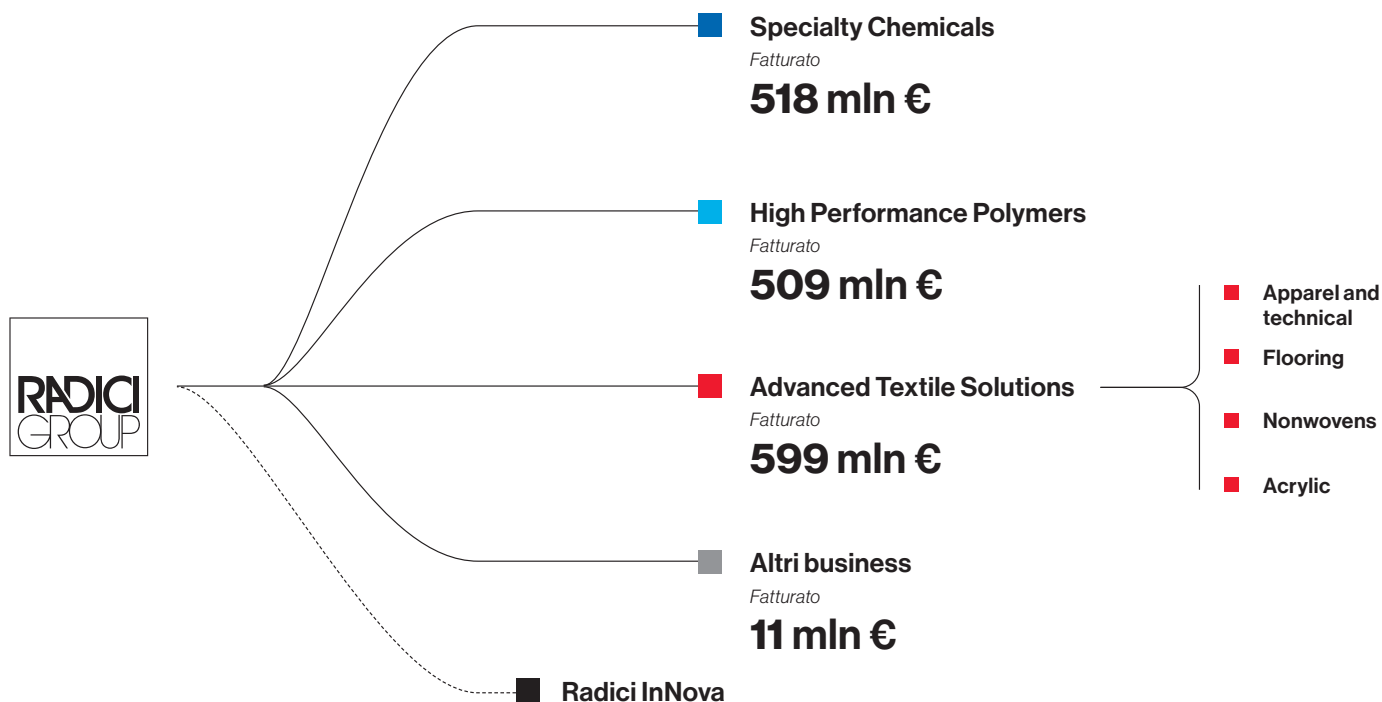 RADICI
GROUP
Specialty Chemicals
Fatturato
518 mln €
High Performance Polymers
Fatturato
509 mln €
Advanced Textile Solutions
Fatturato
599 mln €
Apparel and
technical
Flooring
Nonwovens
Acrylic
Altri business
Fatturato
11 mln €
Radici InNova